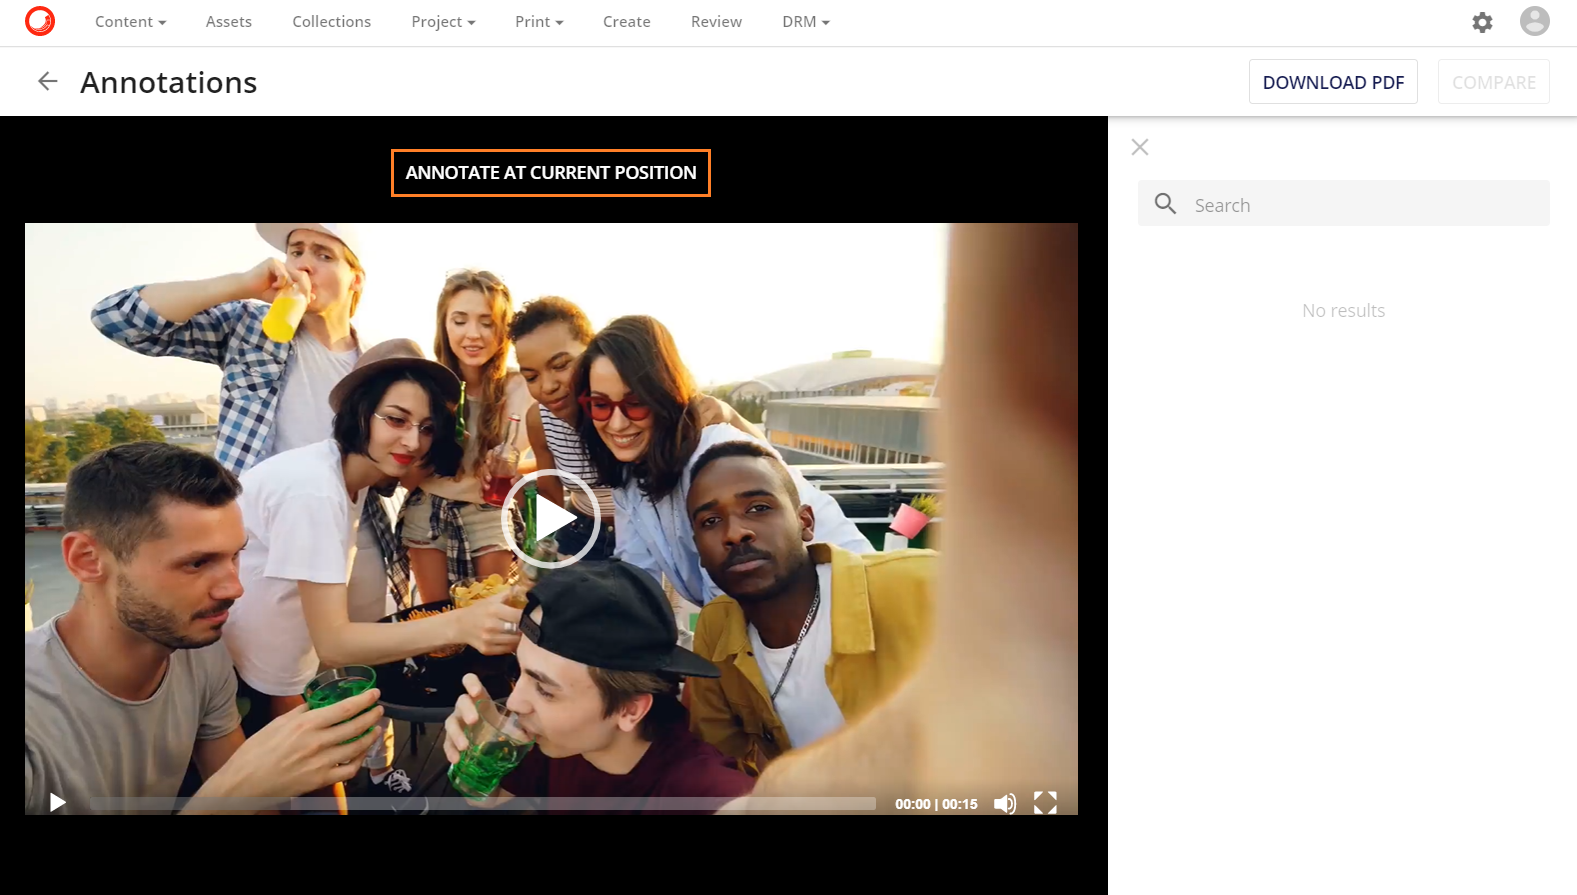 Content Assets Collections Project Print Create Review DRM
Annotations
DOWNLOAD PDF COMPARE
ANNOTATE AT CURRENT POSITION
Search
No results
00:00 | 00:15